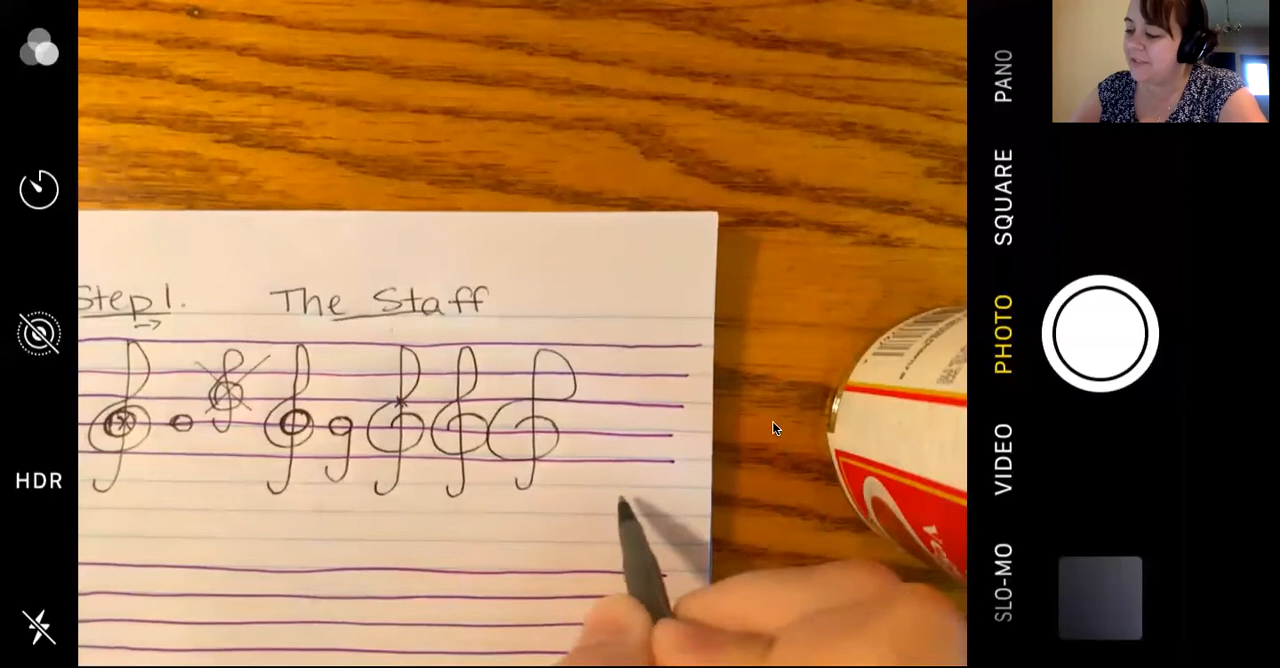 Step 1. The Staff
g
HDR
PANO
SQUARE
PHOTO
VIDEO
SLO-MO